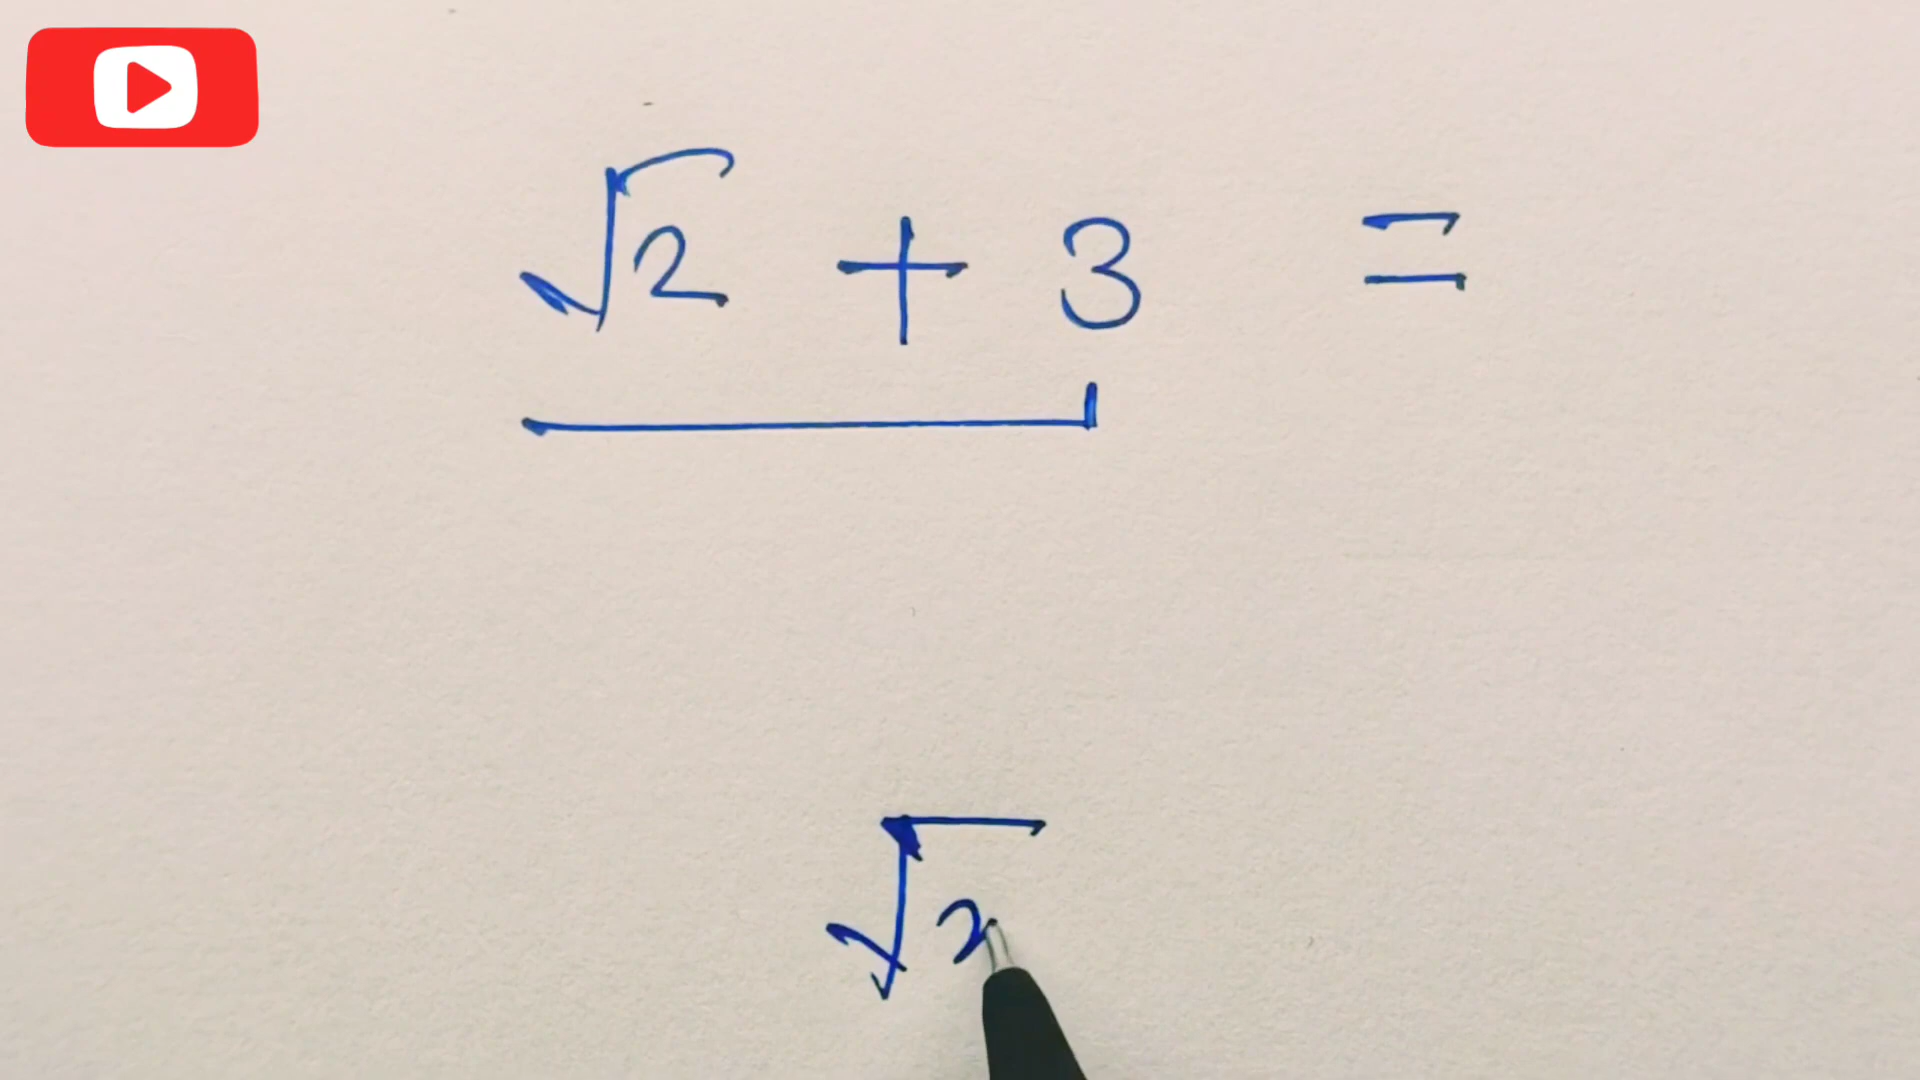 √2 + 3 =
√2